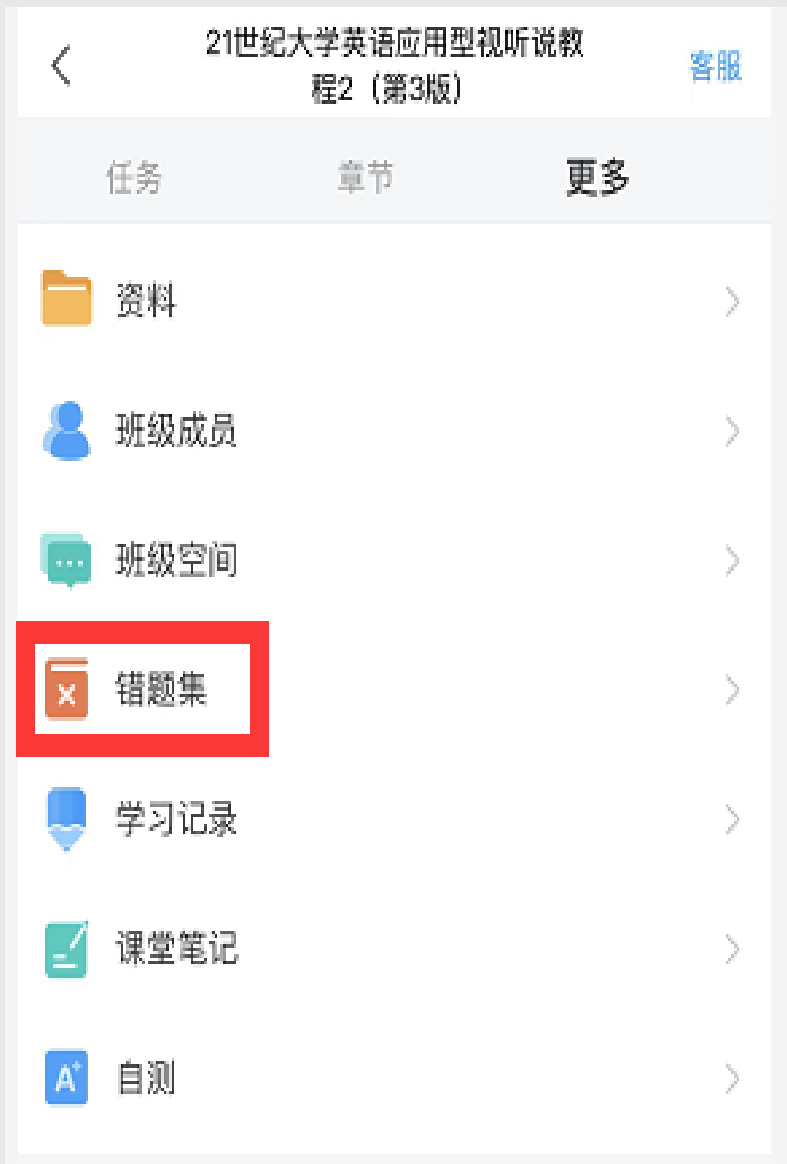 21世纪大学英语应用型视听说教
程2（第3版）
客服
任务
章节
更多
资料
班级成员
班级空间
错题集
学习记录
课堂笔记
A+
自测